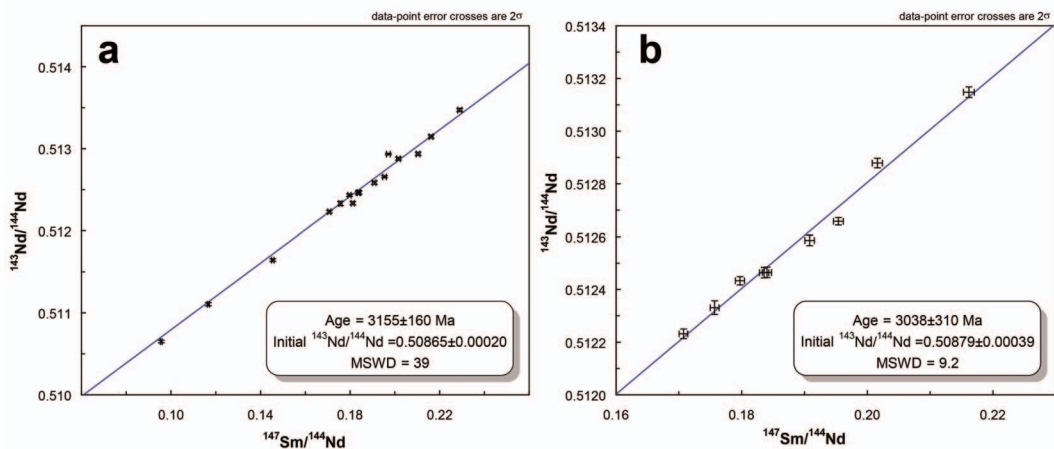 data-point error crosses are 2σ
a
0.514
0.513
0.512
0.511
0.510
143Nd/144Nd
0.10
0.14
0.18
0.22
147Sm/144Nd
Age = 3155±160 Ma
Initial 143Nd/144Nd =0.50865±0.00020
MSWD = 39
data-point error crosses are 2σ
b
0.5134
0.5132
0.5130
0.5128
0.5126
0.5124
0.5122
0.5120
143Nd/144Nd
0.16
0.18
0.20
0.22
147Sm/144Nd
Age = 3038±310 Ma
Initial 143Nd/144Nd =0.50879±0.00039
MSWD = 9.2